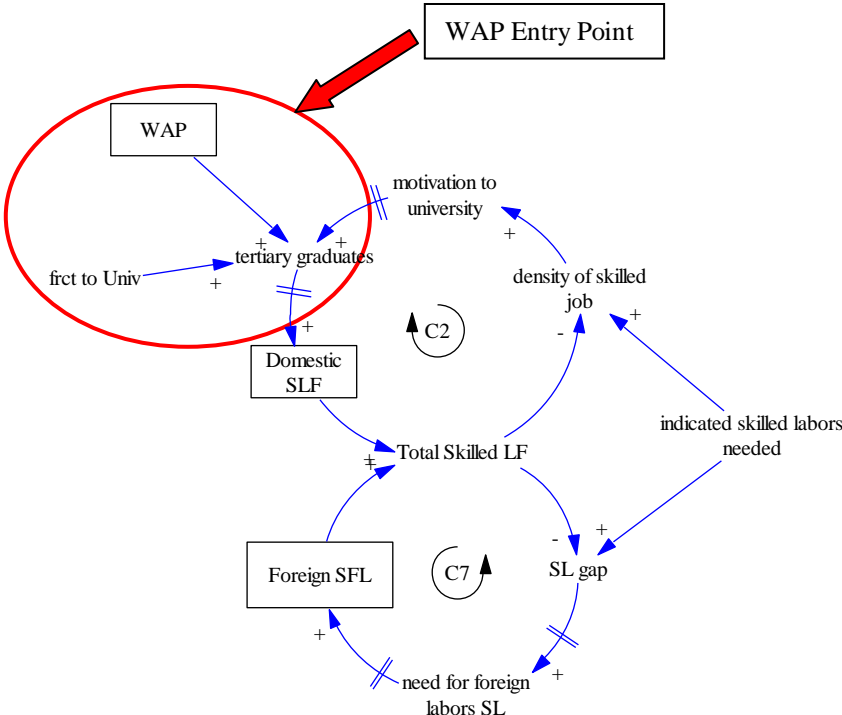 WAP Entry Point
WAP
motivation to
university
+
+
+
tertiary graduates
frct to Univ
+
density of skilled
job
+
+
C2
-
Domestic
SLF
indicated skilled labors
needed
Total Skilled LF
+
+
+
-
Foreign SFL
C7
SL gap
+
+
need for foreign
labors SL